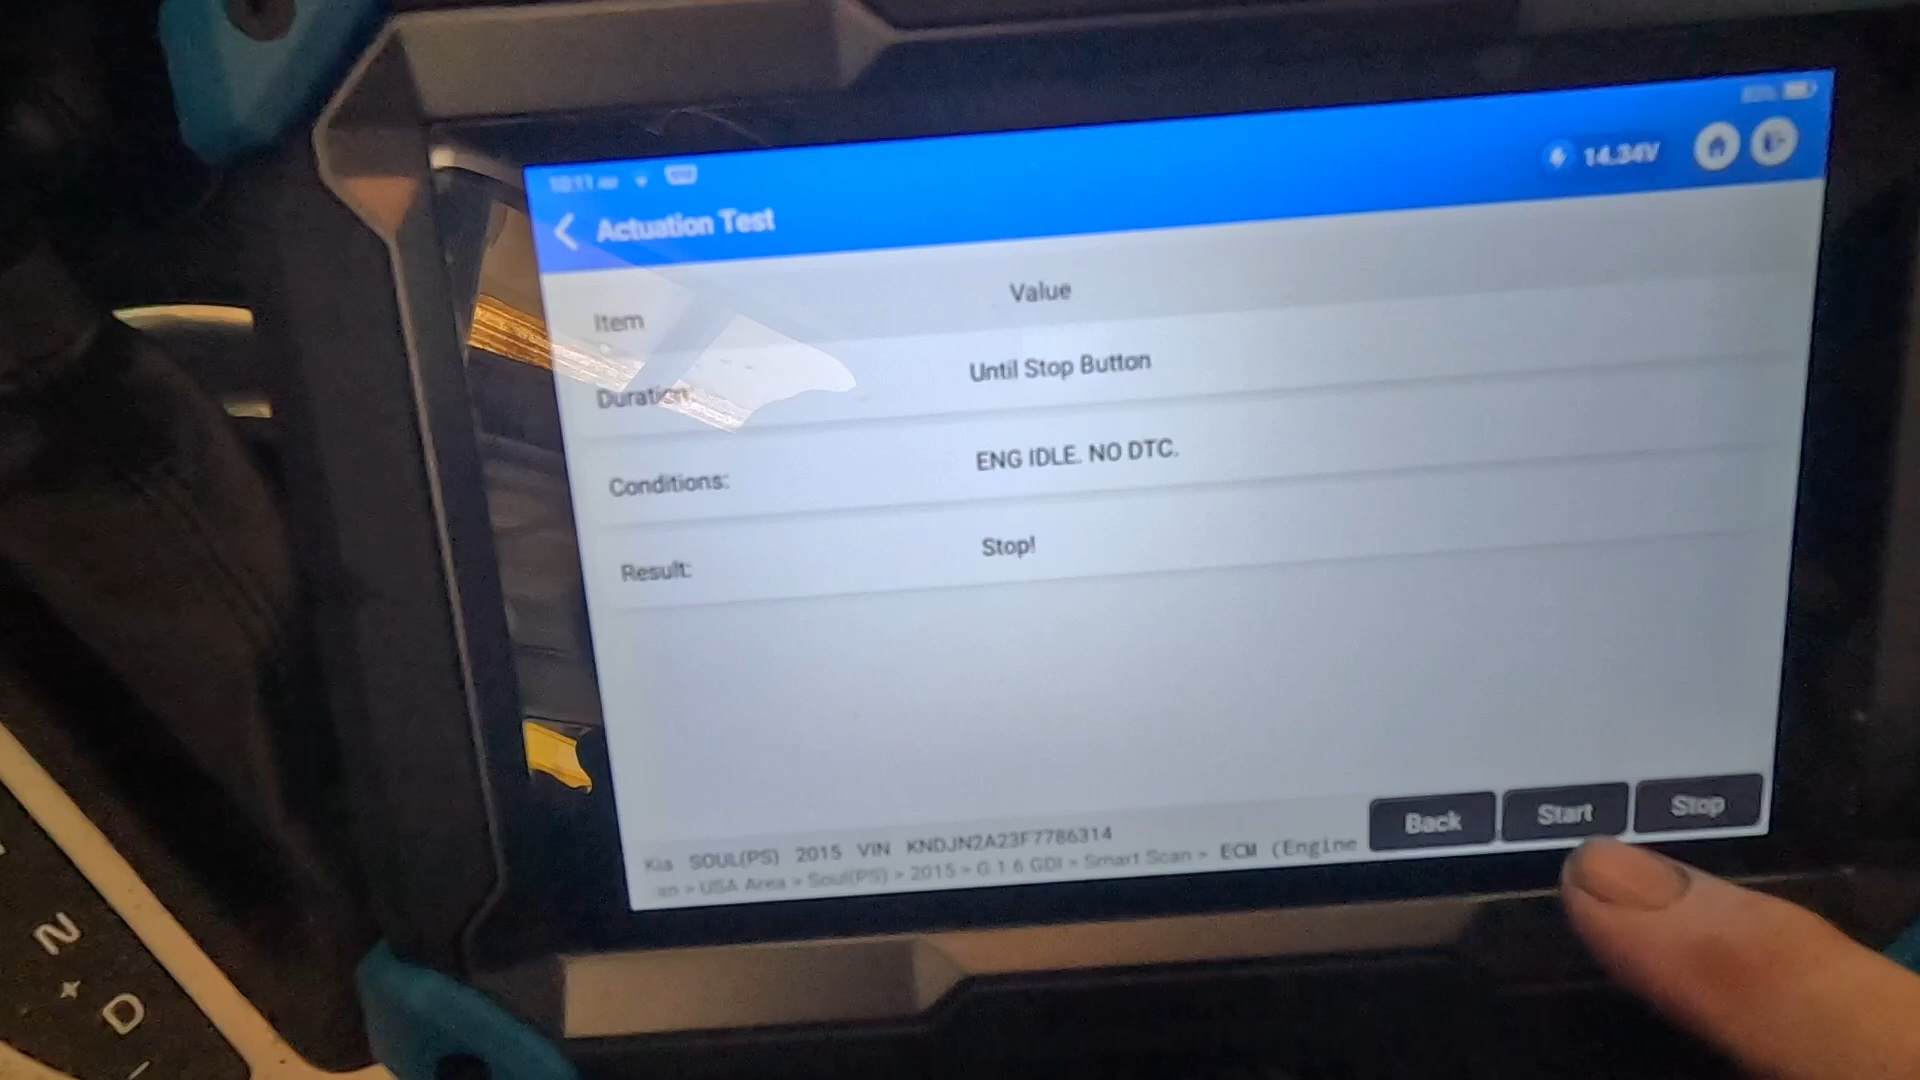 14.34V
Actuation Test
Item Value
Duration: Until Stop Button
Conditions: ENG IDLE. NO DTC.
Result: Stop!
Back Start Stop
Kia SOUL(PS) 2015 VIN KNDJN2A23F7786314
an > USA Area > Soul(PS) > 2015 > G 1.6 GDI > Smart Scan > ECM (Engine
N
+
D